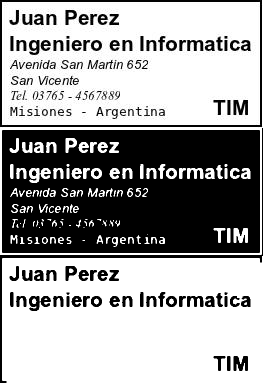 Juan Perez
Ingeniero en Informatica
Avenida San Martin 652
San Vicente
Tel. 03765 - 4567889
Misiones - Argentina
TIM
Juan Perez
Ingeniero en Informatica
Avenida San Martin 652
San Vicente
Tel. 03765 - 4567889
Misiones - Argentina
TIM
Juan Perez
Ingeniero en Informatica
TIM